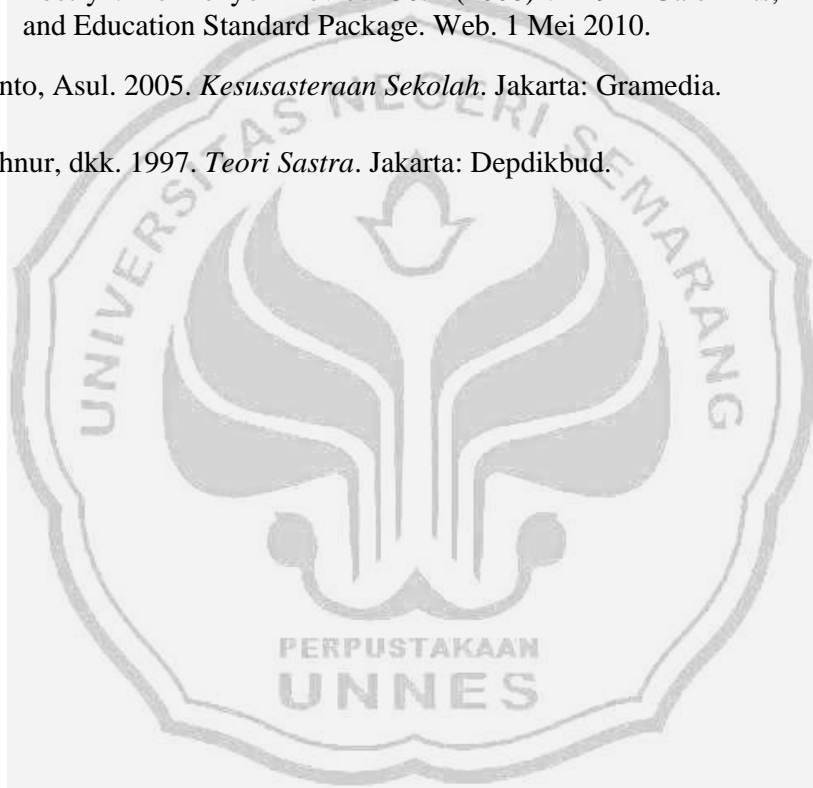 and Education Standard Package. Web. 1 Mei 2010.
nto, Asul. 2005. Kesusasteraan Sekolah. Jakarta: Gramedia.
hnur, dkk. 1997. Teori Sastra. Jakarta: Depdikbud.
UNIVERSITAS NEGERI SEMARANG
PERPUSTAKAAN
UNNES